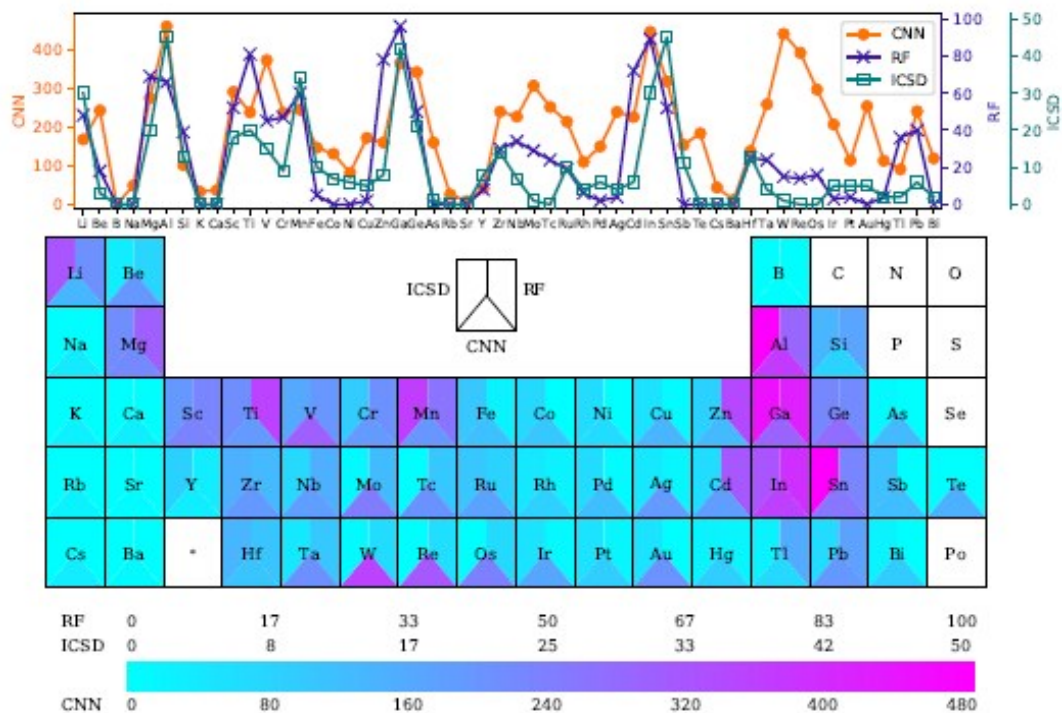 400
300
200
100
0
CNN
100
80
60
40
20
0
RF
50
40
30
20
10
0
ICSD
CNN
RF
ICSD
Li Be B Na Mg Al Si K Ca Sc Ti V Cr Mn Fe Co Ni Cu Zn Ga Ge As Rb Sr Y Zr Nb Mo Tc Ru Rh Pd Ag Cd In Sn Sb Te Cs Ba Hf Ta W Re Os Ir Pt Au Hg Tl Pb Bi
Li Be B C N O
ICSD RF
CNN
Na Mg Al Si P S
K Ca Sc Ti V Cr Mn Fe Co Ni Cu Zn Ga Ge As Se
Rb Sr Y Zr Nb Mo Tc Ru Rh Pd Ag Cd In Sn Sb Te
Cs Ba * Hf Ta W Re Os Ir Pt Au Hg Tl Pb Bi Po
RF 0 17 33 50 67 83 100
ICSD 0 8 17 25 33 42 50
CNN 0 80 160 240 320 400 480